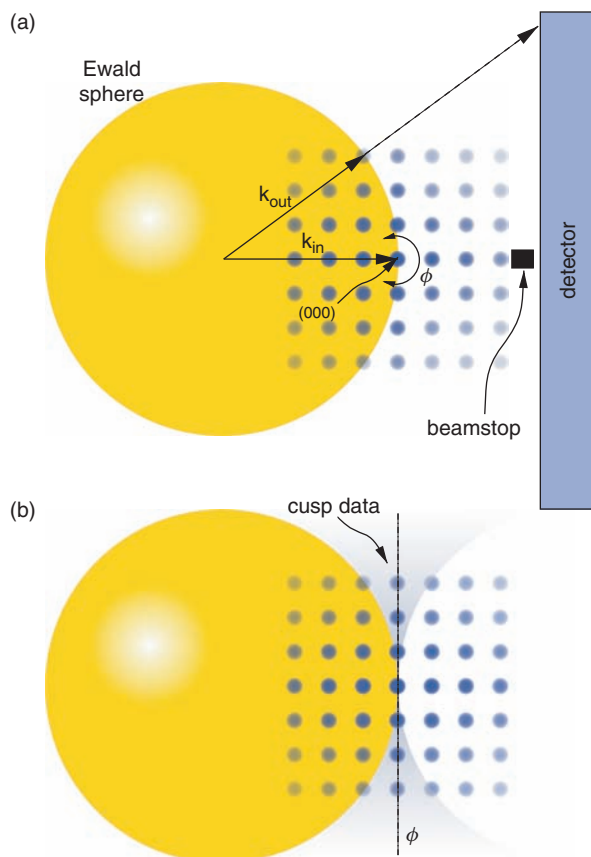 (a)
Ewald
sphere
k_out
k_in
ϕ
(000)
beamstop
detector
(b)
cusp data
ϕ